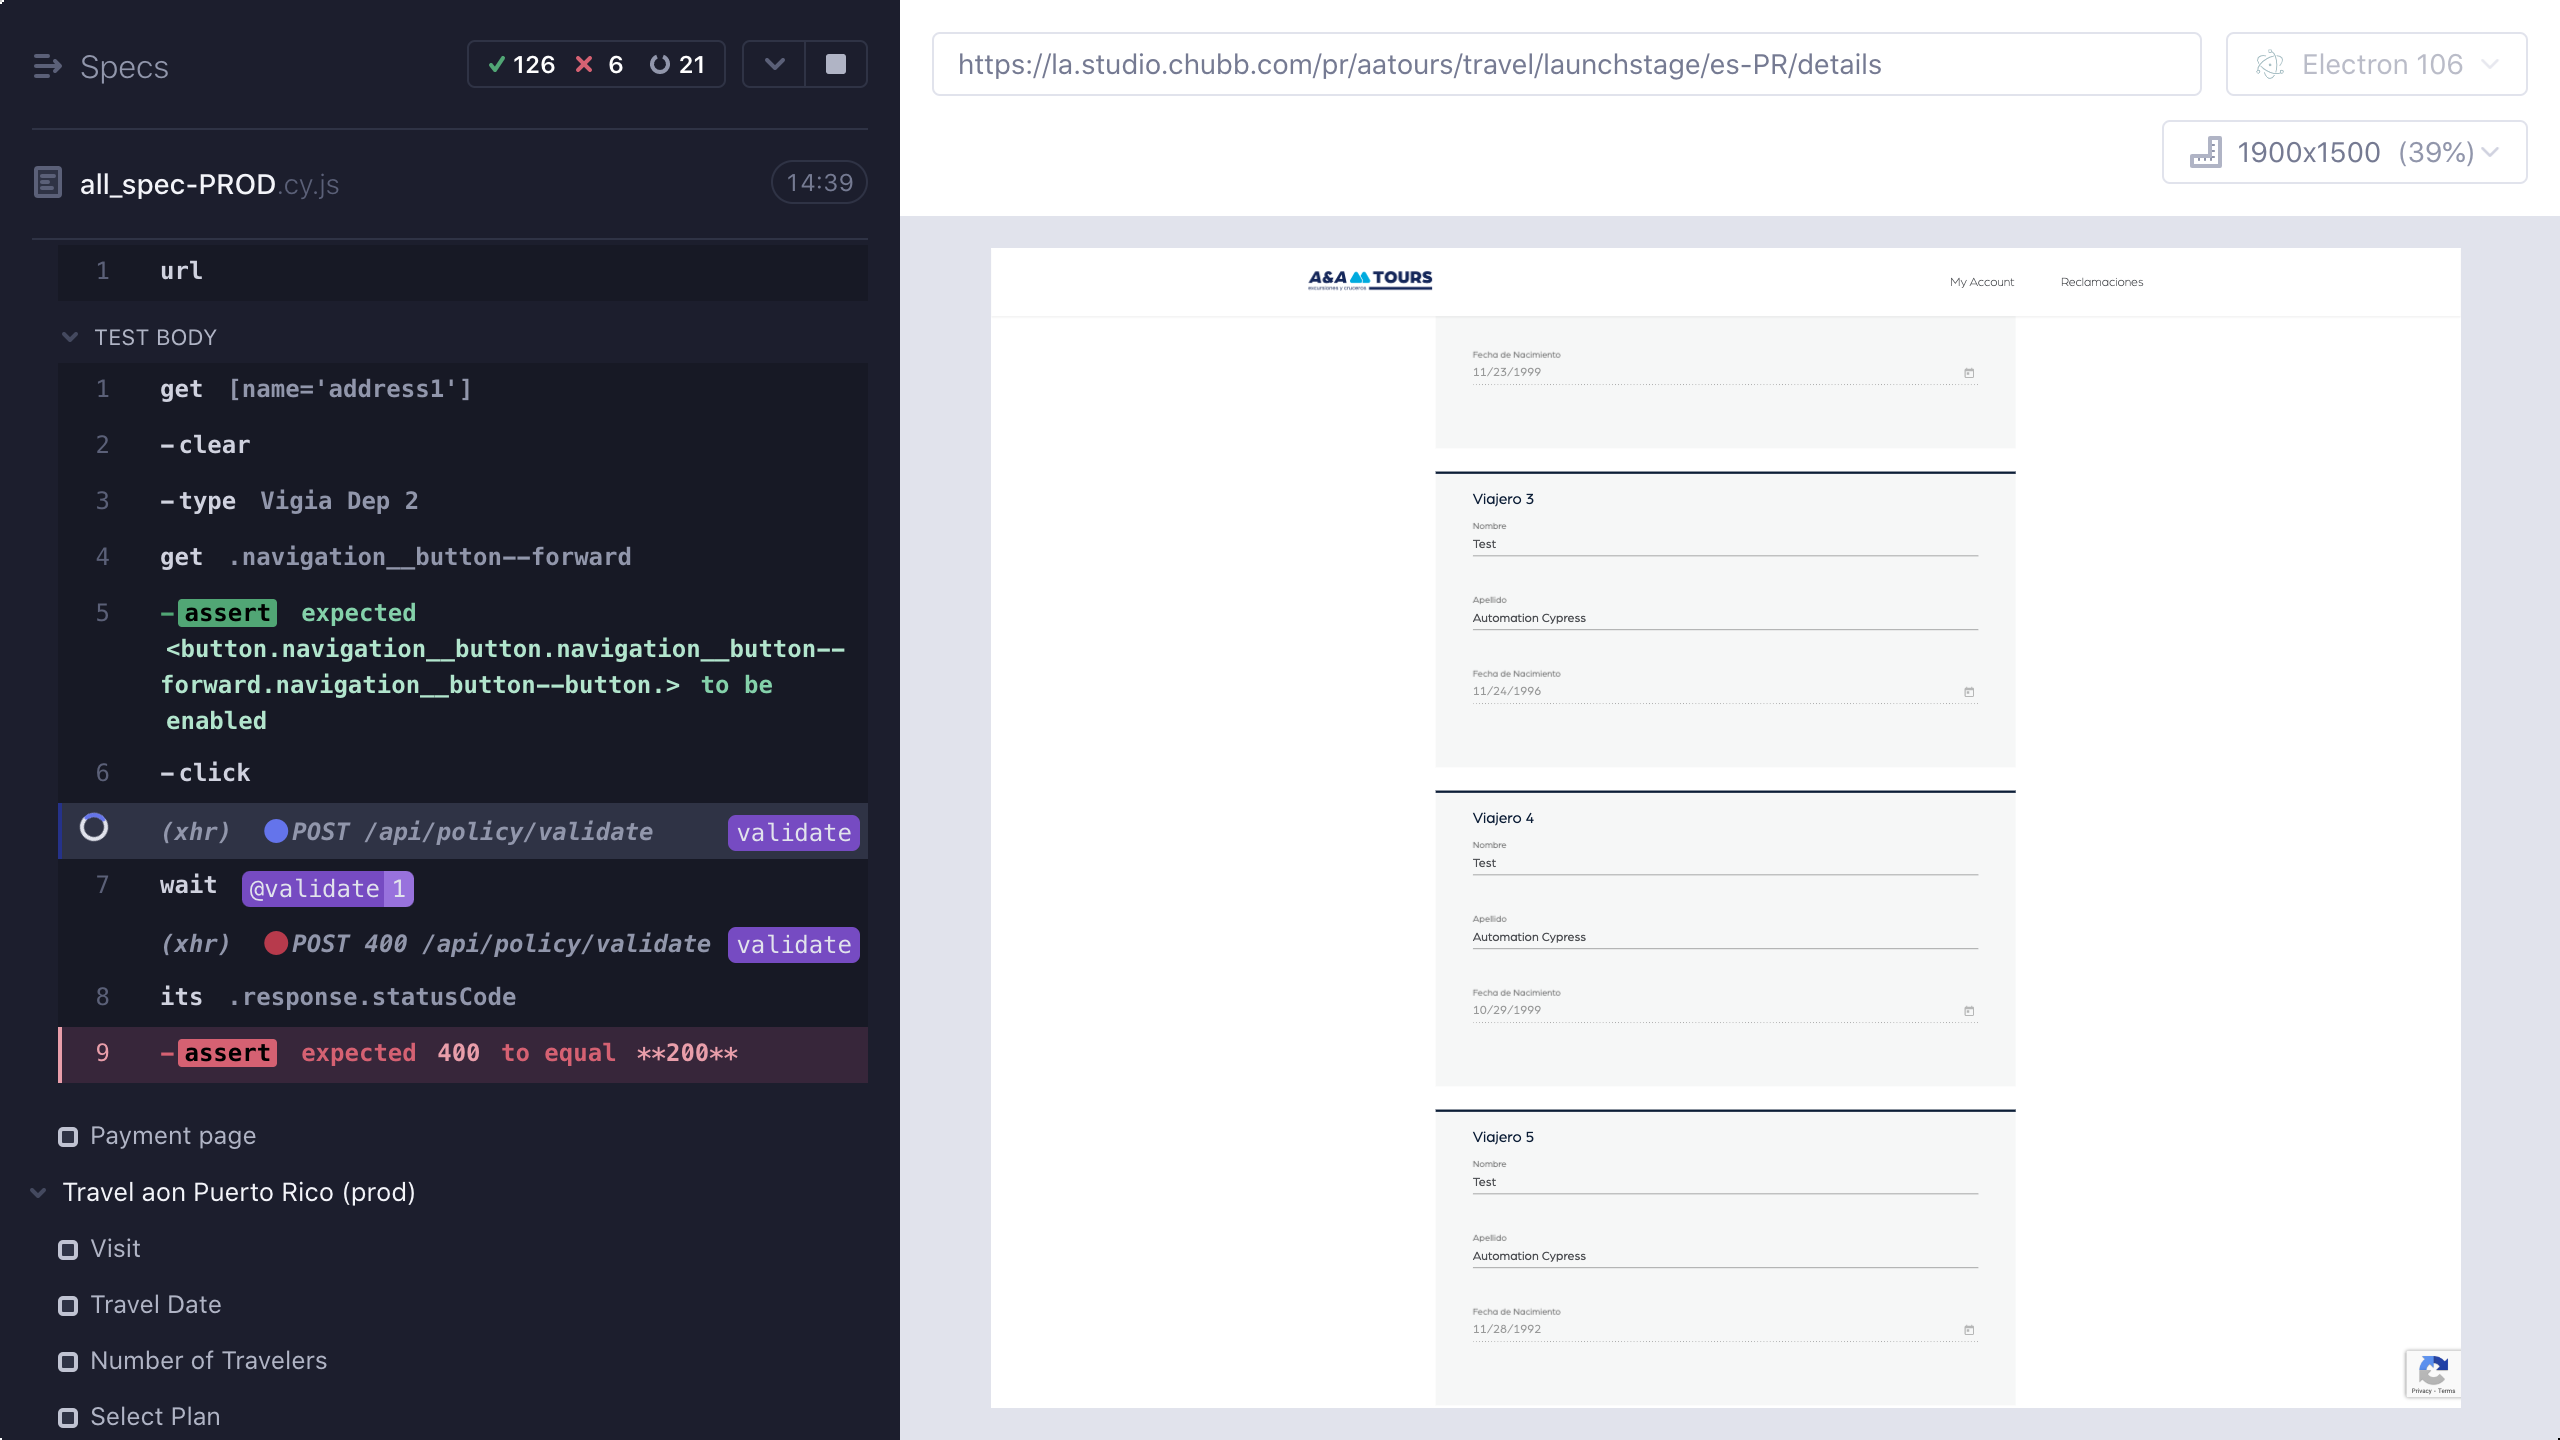 Specs
126 6 21
all_spec-PROD.cy.js
14:39
1 url
TEST BODY
1 get [name='address1']
2 -clear
3 -type Vigia Dep 2
4 get .navigation__button--forward
5 -assert expected
<button.navigation__button.navigation__button--
forward.navigation__button--button.> to be
enabled
6 -click
(xhr) POST /api/policy/validate validate
7 wait @validate 1
(xhr) POST 400 /api/policy/validate validate
8 its .response.statusCode
9 -assert expected 400 to equal **200**
Payment page
Travel aon Puerto Rico (prod)
Visit
Travel Date
Number of Travelers
Select Plan
https://la.studio.chubb.com/pr/aatours/travel/launchstage/es-PR/details
Electron 106
1900x1500 (39%)
A&A TOURS
excursiones y cruceros
My Account
Reclamaciones
Fecha de Nacimiento
11/23/1999
Viajero 3
Nombre
Test
Apellido
Automation Cypress
Fecha de Nacimiento
11/24/1996
Viajero 4
Nombre
Test
Apellido
Automation Cypress
Fecha de Nacimiento
10/29/1999
Viajero 5
Nombre
Test
Apellido
Automation Cypress
Fecha de Nacimiento
11/28/1992
Privacy - Terms